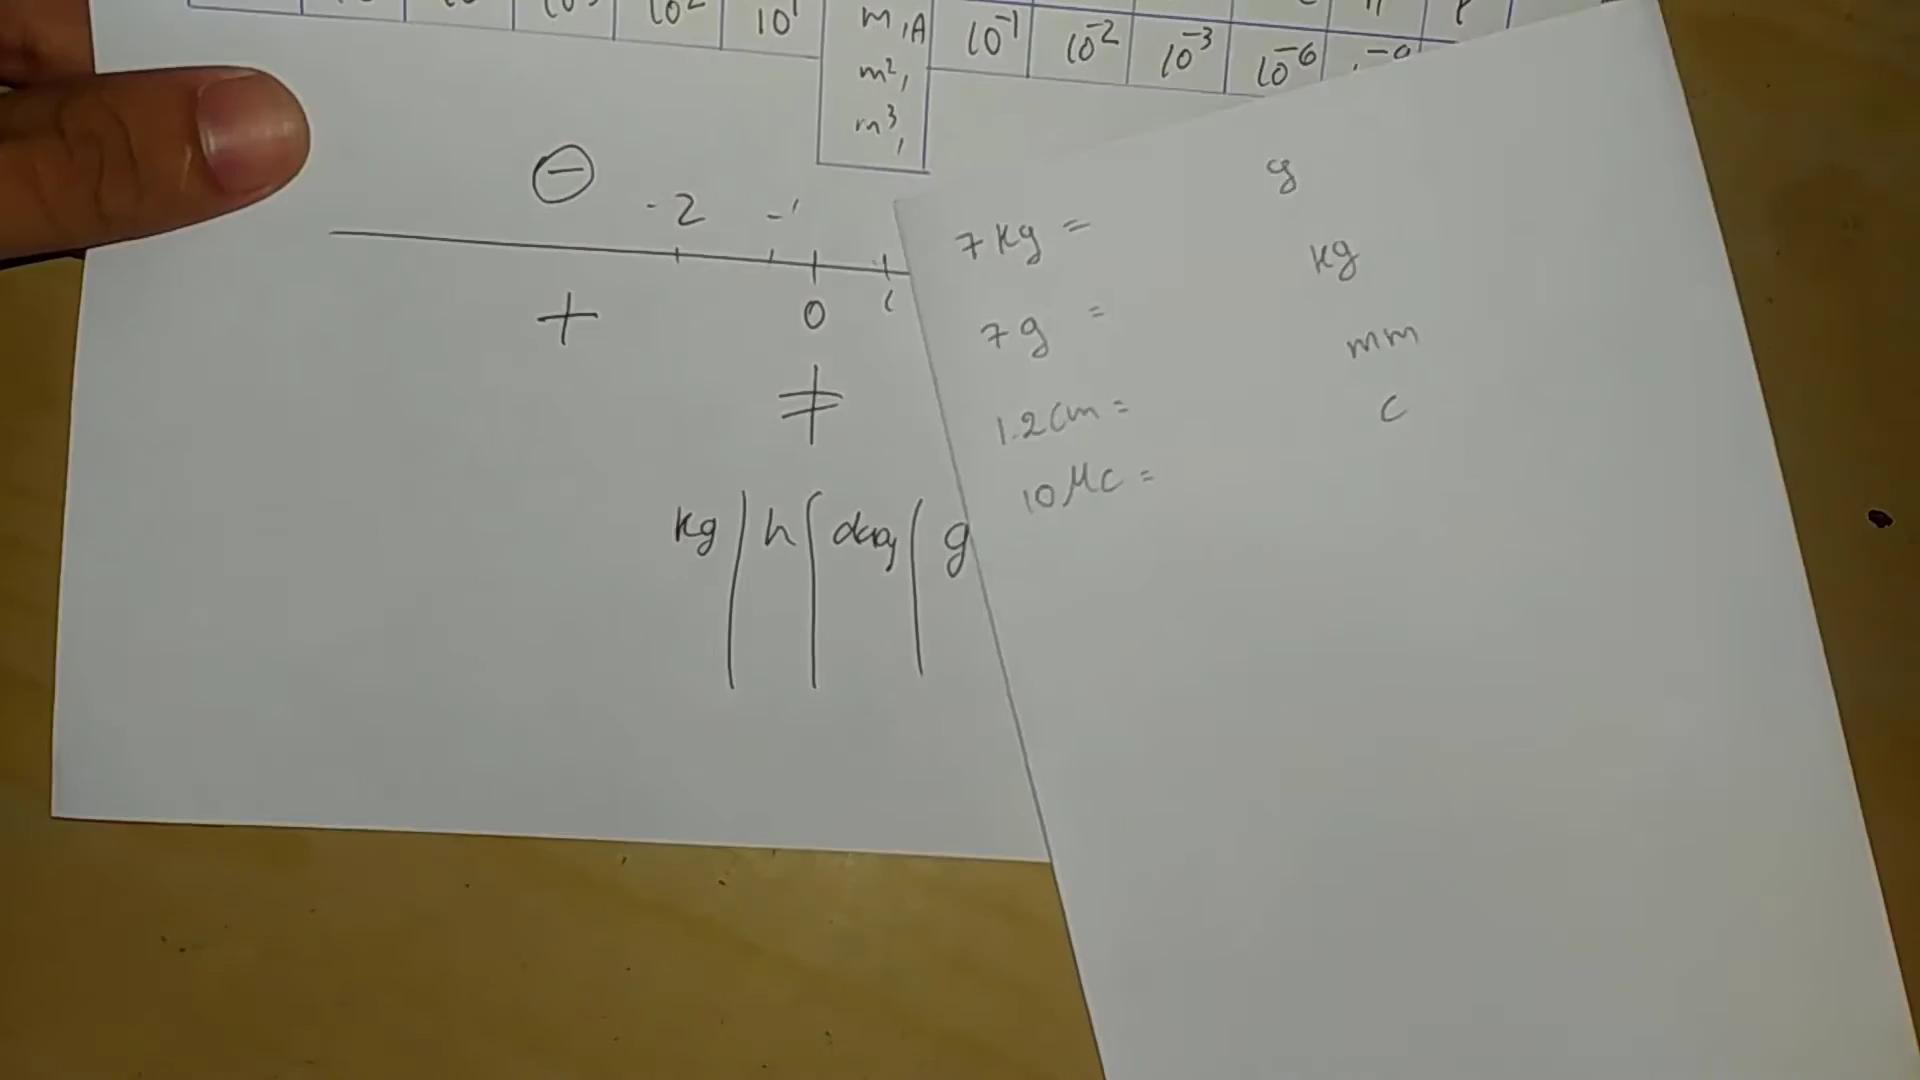 10² 10¹ m, A 10⁻¹ 10⁻² 10⁻³ 10⁻⁶
m²,
m³,
⊖
-2 -1
0 1
+
≠
kg | h | dag | g
7 kg = g
7 g = kg
1.2 cm = mm
10 μc = c